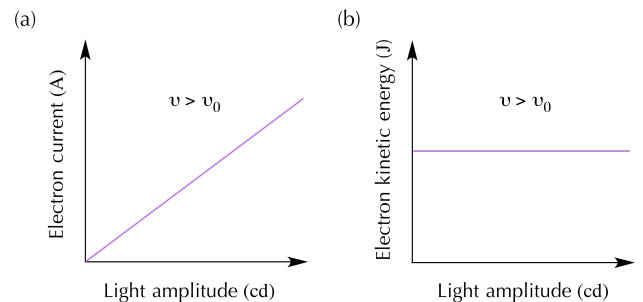 (a)
Electron current (A)
υ > υ₀
Light amplitude (cd)
(b)
Electron kinetic energy (J)
υ > υ₀
Light amplitude (cd)